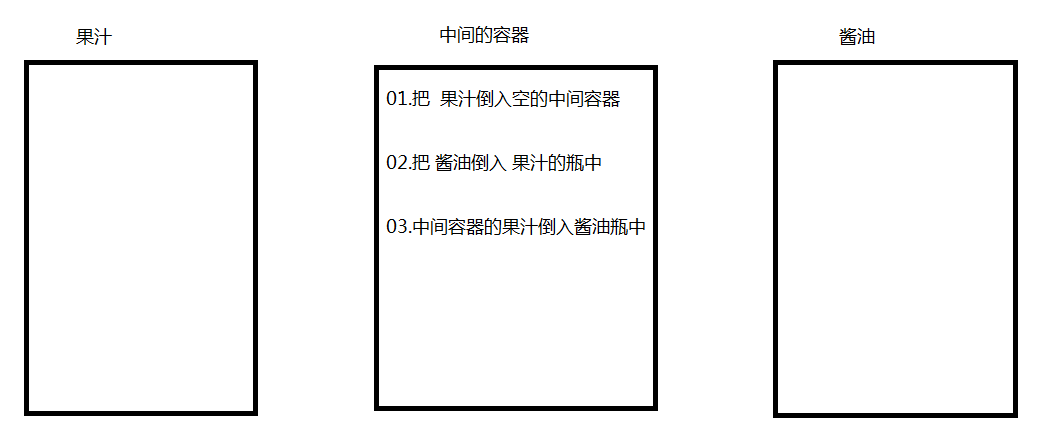 果汁
中间的容器
酱油
01.把  果汁倒入空的中间容器
02.把 酱油倒入 果汁的瓶中
03.中间容器的果汁倒入酱油瓶中